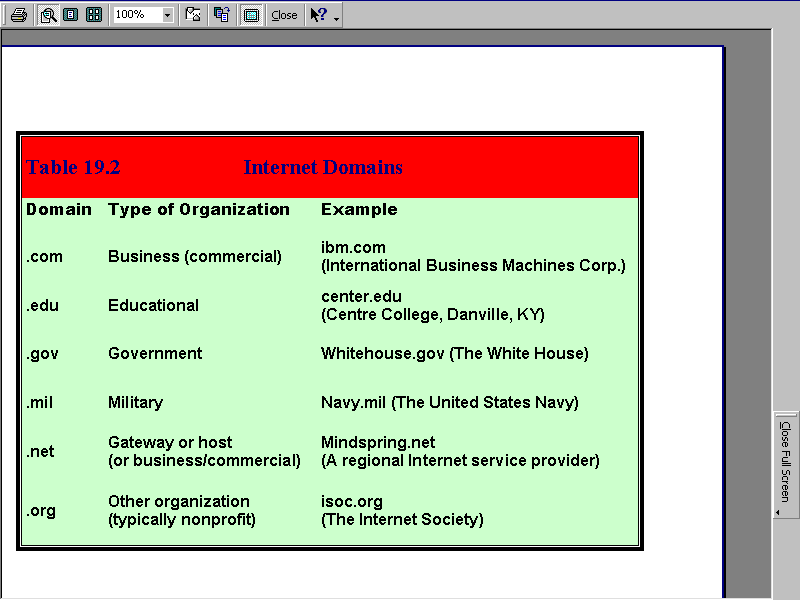 100% Close ?
Table 19.2 Internet Domains
Domain Type of Organization Example
.com Business (commercial) ibm.com
(International Business Machines Corp.)
.edu Educational center.edu
(Centre College, Danville, KY)
.gov Government Whitehouse.gov (The White House)
.mil Military Navy.mil (The United States Navy)
.net Gateway or host Mindspring.net
(or business/commercial) (A regional Internet service provider)
.org Other organization isoc.org
(typically nonprofit) (The Internet Society)
Close Full Screen